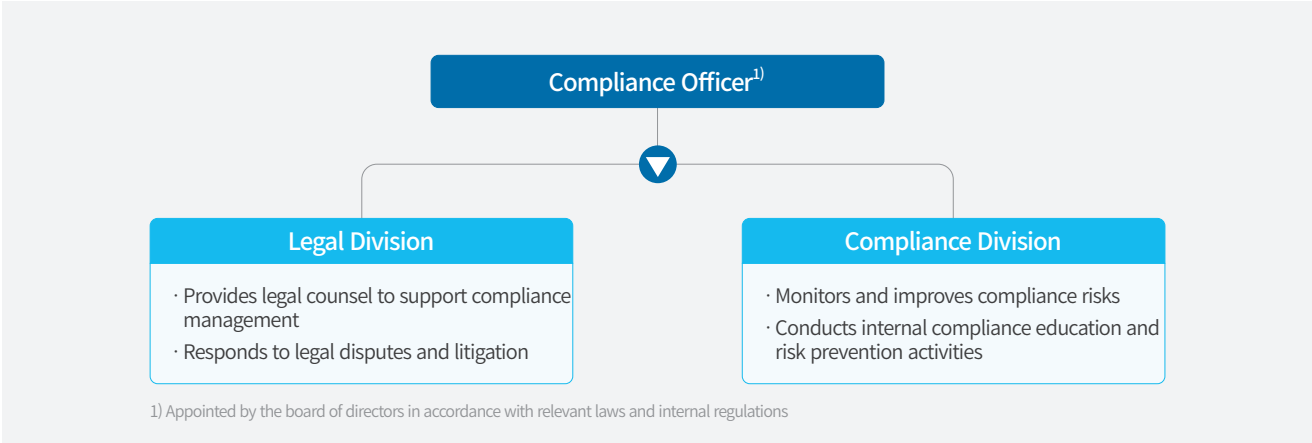 Compliance Officer1)
Legal Division
· Provides legal counsel to support compliance
management
· Responds to legal disputes and litigation
Compliance Division
· Monitors and improves compliance risks
· Conducts internal compliance education and
risk prevention activities
1) Appointed by the board of directors in accordance with relevant laws and internal regulations